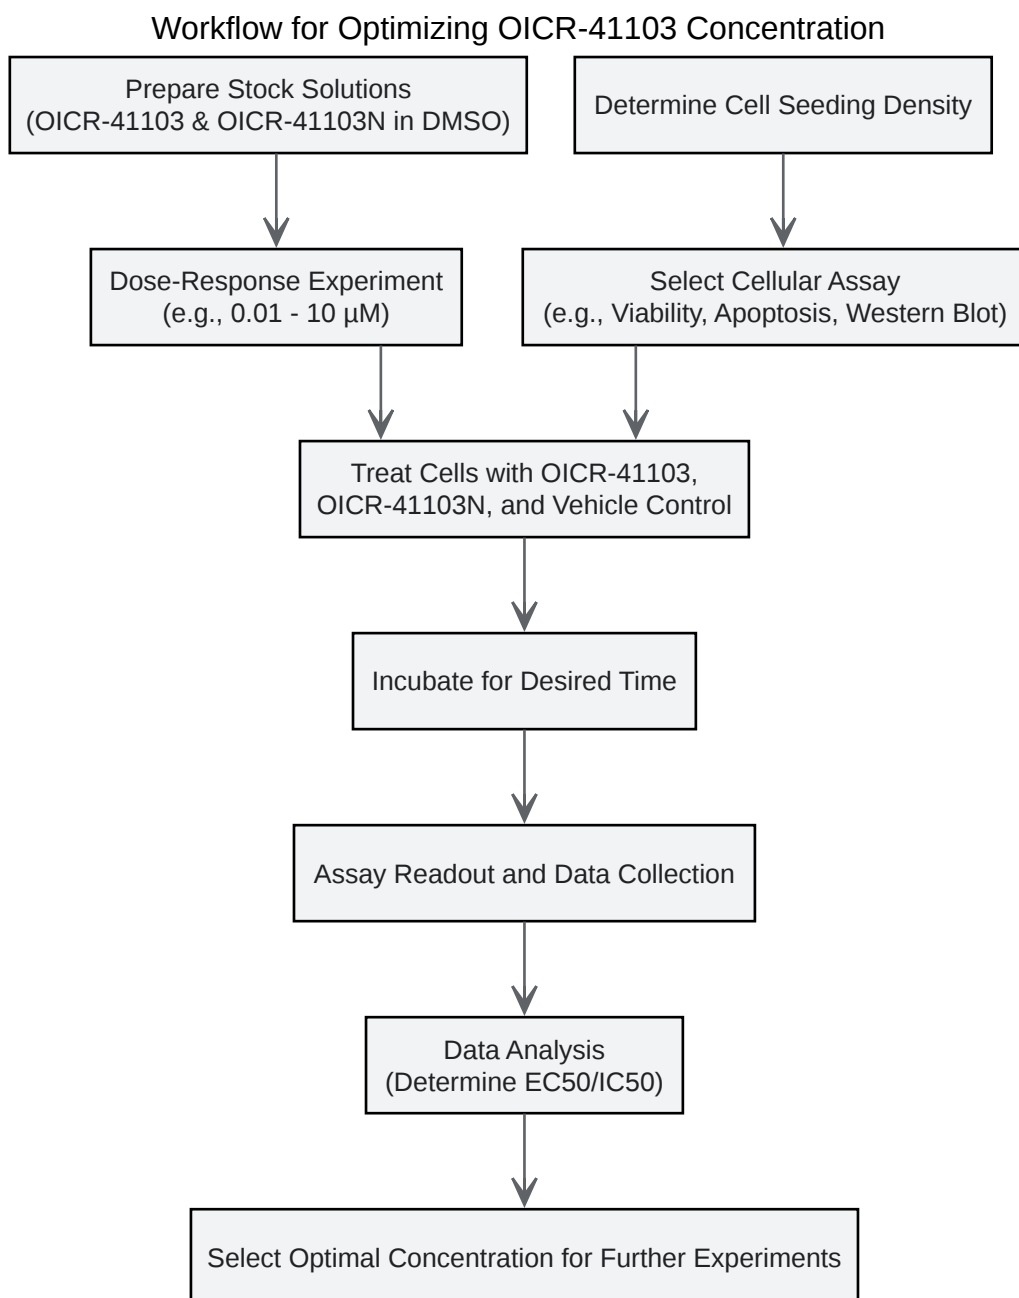 Workflow for Optimizing OICR-41103 Concentration
Prepare Stock Solutions
(OICR-41103 & OICR-41103N in DMSO)
Determine Cell Seeding Density
Dose-Response Experiment
(e.g., 0.01 - 10 µM)
Select Cellular Assay
(e.g., Viability, Apoptosis, Western Blot)
Treat Cells with OICR-41103,
OICR-41103N, and Vehicle Control
Incubate for Desired Time
Assay Readout and Data Collection
Data Analysis
(Determine EC50/IC50)
Select Optimal Concentration for Further Experiments